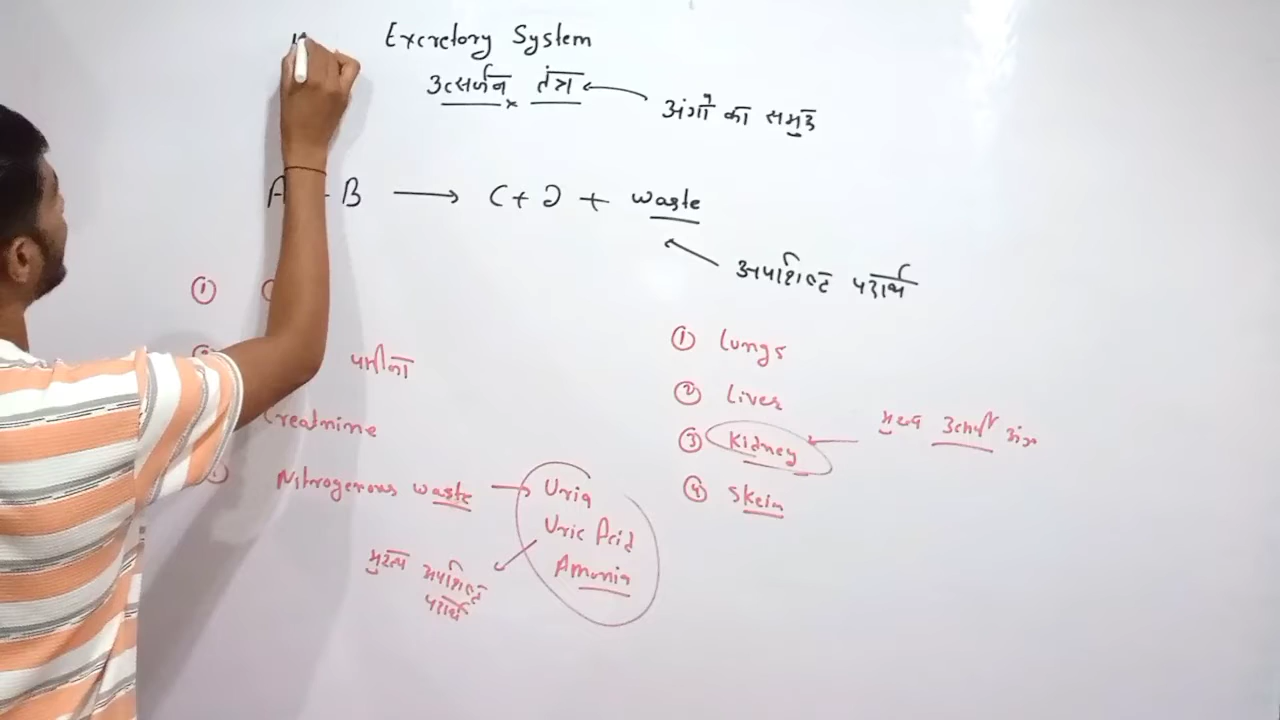 Excretory System
उत्सर्जन तंत्र
अंगों का समुह
B → C + D + waste
अपशिष्ट पदार्थ
①
पसीना
Creatnine
Nitrogenous waste → Uria
Uric Acid
Amonia
मुख्य अपशिष्ट
पदार्थ
① Lungs
② Liver
③ Kidney
मुख्य उत्सर्जी अंग
④ Skein